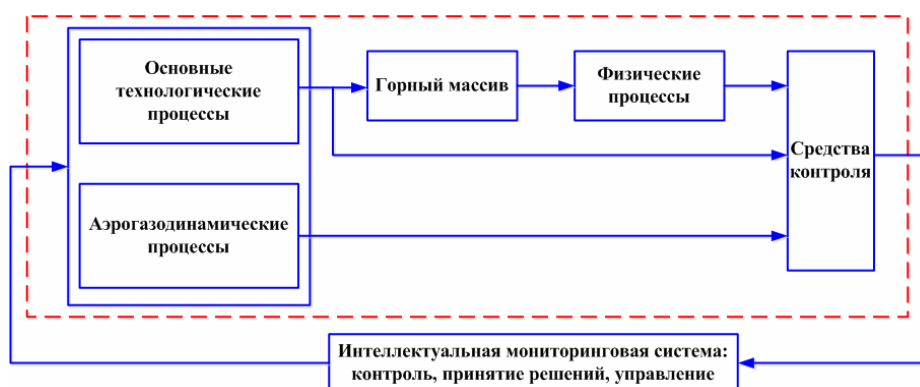 Основные
технологические
процессы
Горный массив
Физические
процессы
Средства
контроля
Аэрогазодинамические
процессы
Интеллектуальная мониторинговая система:
контроль, принятие решений, управление